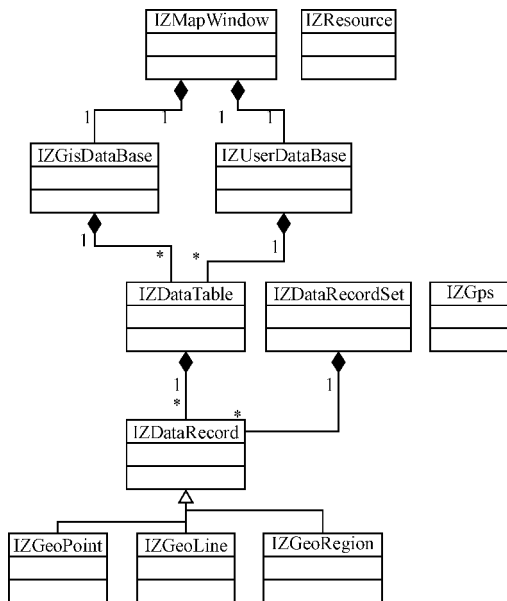 IZMapWindow
IZResource
1 1 1 1
IZGisDataBase
IZUserDataBase
1 1
* *
IZDataTable
IZDataRecordSet
IZGps
1 1
* *
IZDataRecord
IZGeoPoint
IZGeoLine
IZGeoRegion